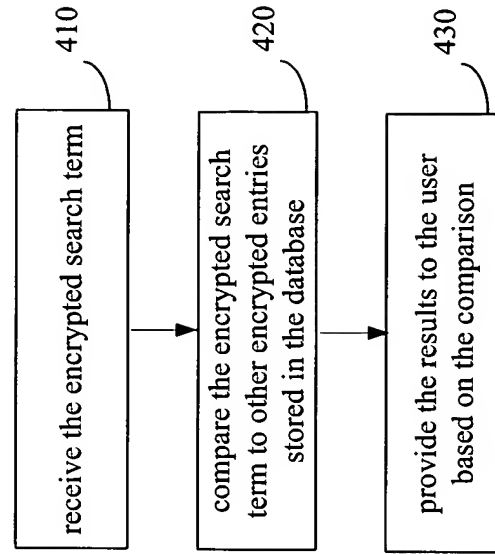 410
receive the encrypted search term
420
compare the encrypted search
term to other encrypted entries
stored in the database
430
provide the results to the user
based on the comparison